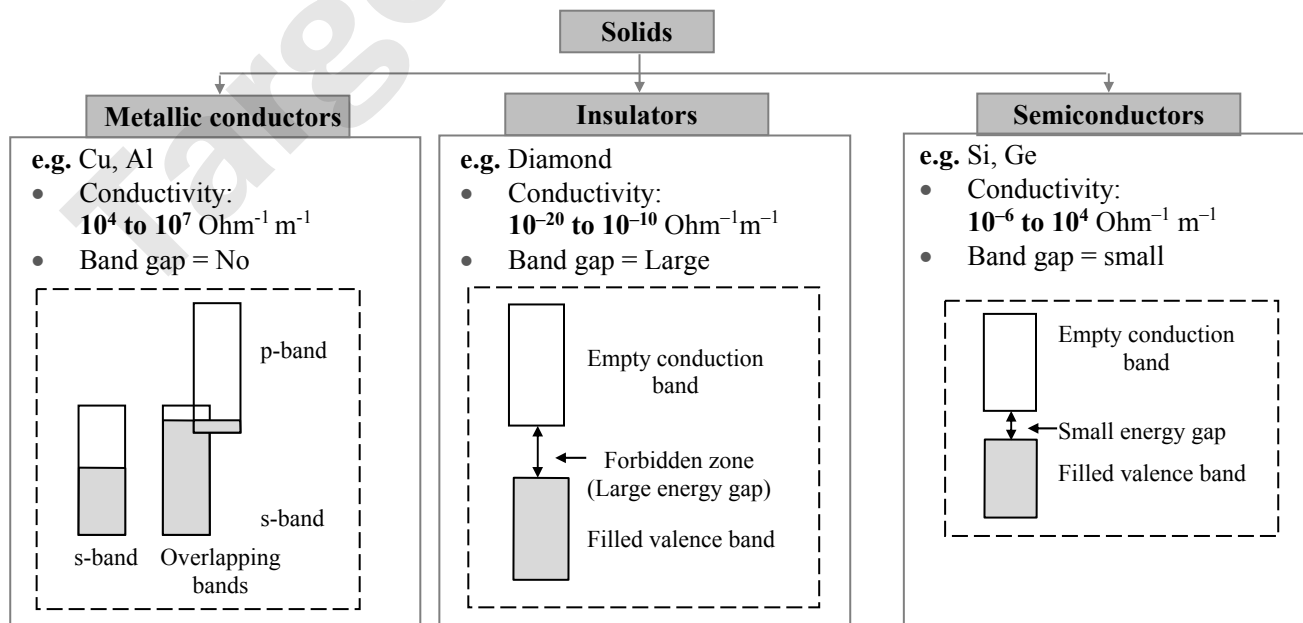 Solids
Metallic conductors
e.g. Cu, Al
• Conductivity:
10⁴ to 10⁷ Ohm⁻¹ m⁻¹
• Band gap = No
p-band
s-band
s-band
Overlapping
bands
Insulators
e.g. Diamond
• Conductivity:
10⁻²⁰ to 10⁻¹⁰ Ohm⁻¹m⁻¹
• Band gap = Large
Empty conduction
band
Forbidden zone
(Large energy gap)
Filled valence band
Semiconductors
e.g. Si, Ge
• Conductivity:
10⁻⁶ to 10⁴ Ohm⁻¹ m⁻¹
• Band gap = small
Empty conduction
band
Small energy gap
Filled valence band